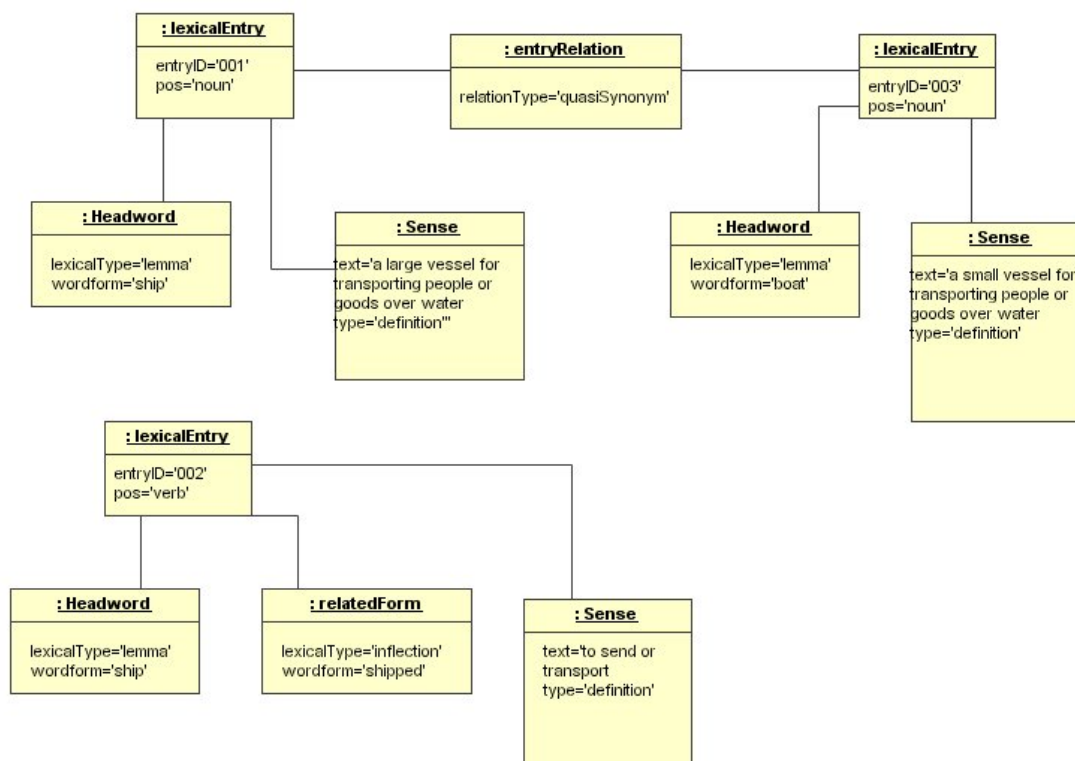 : lexicalEntry
entryID='001'
pos='noun'
: entryRelation
relationType='quasiSynonym'
: lexicalEntry
entryID='003'
pos='noun'
: Headword
lexicalType='lemma'
wordform='ship'
: Sense
text='a large vessel for
transporting people or
goods over water
type='definition'"
: Headword
lexicalType='lemma'
wordform='boat'
: Sense
text='a small vessel for
transporting people or
goods over water
type='definition'
: lexicalEntry
entryID='002'
pos='verb'
: Headword
lexicalType='lemma'
wordform='ship'
: relatedForm
lexicalType='inflection'
wordform='shipped'
: Sense
text='to send or
transport
type='definition'